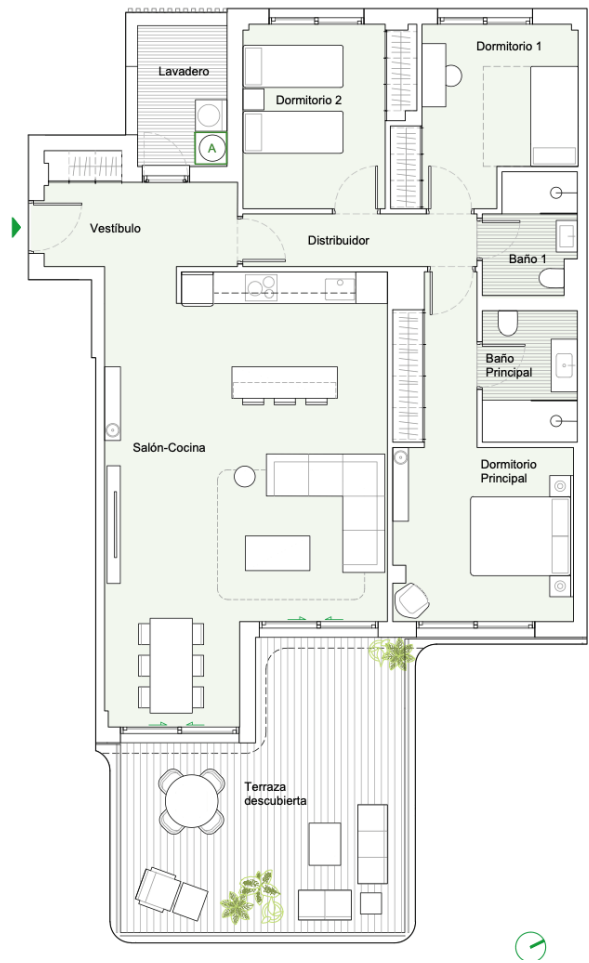 Dormitorio 1
Lavadero
Dormitorio 2
A
Vestíbulo
Distribuidor
Baño 1
Baño
Principal
Salón-Cocina
Dormitorio
Principal
Terraza
descubierta